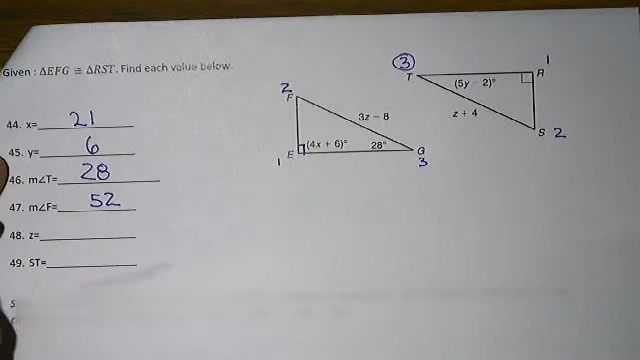 Given : ΔEFG ≅ ΔRST. Find each value below.
44. x= 21
45. y= 6
46. m∠T= 28
47. m∠F= 52
48. z=
49. ST=
2
F
3z − 8
(4x + 6)°
28°
1
E
G
3
3
T
(5y − 2)°
1
R
z + 4
S 2